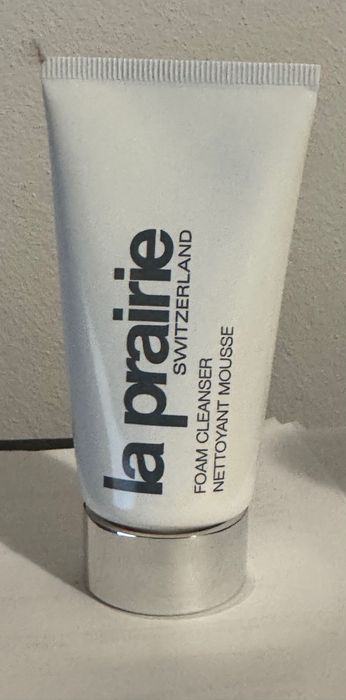 la prairie
SWITZERLAND
FOAM CLEANSER
NETTOYANT MOUSSE